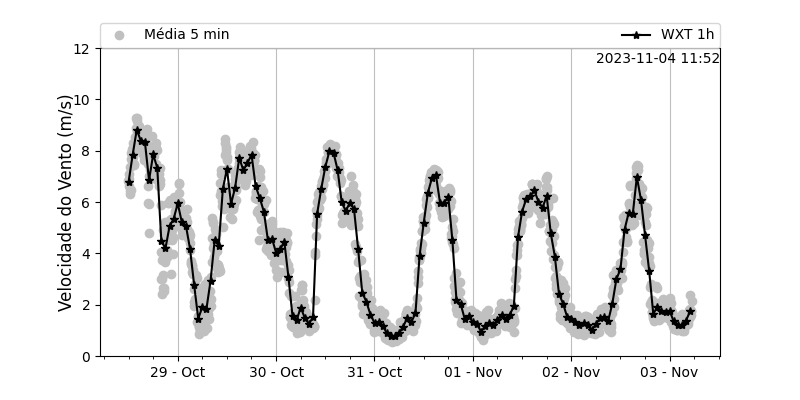 Média 5 min
WXT 1h
2023-11-04 11:52
Velocidade do Vento (m/s)
12
10
8
6
4
2
0
29 - Oct
30 - Oct
31 - Oct
01 - Nov
02 - Nov
03 - Nov